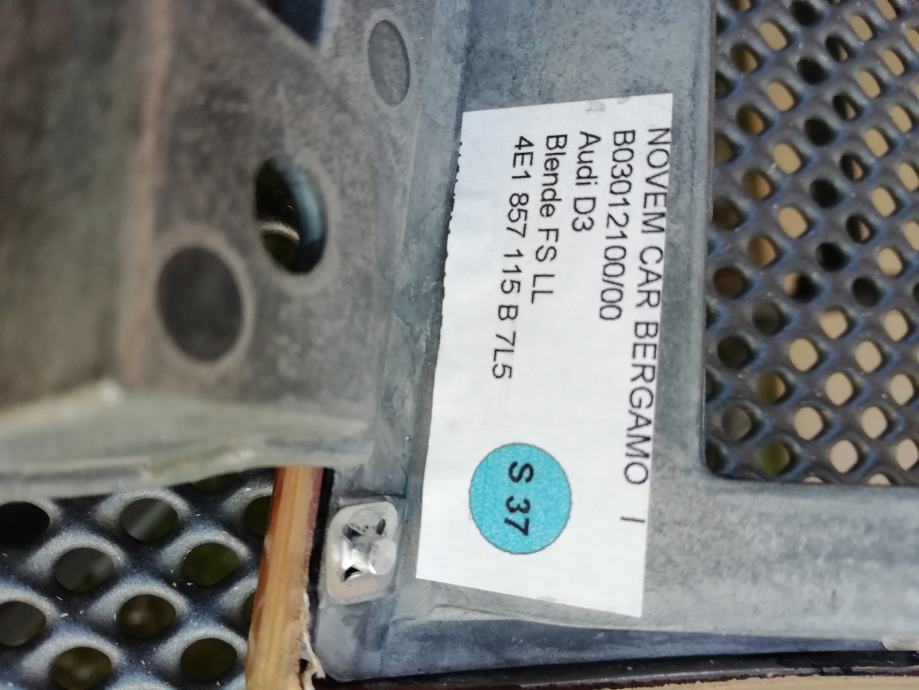 NOVEM CAR BERGAMO I
B03012100/00
Audi D3
Blende FS LL
4E1 857 115 B 7L5
S 37